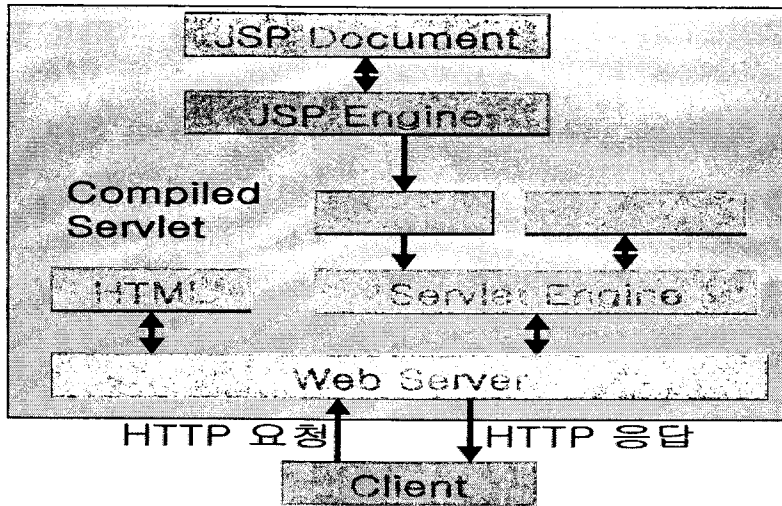 JSP Document
JSP Engine
Compiled
Servlet
HTML
Servlet Engine
Web Server
HTTP 요청
HTTP 응답
Client